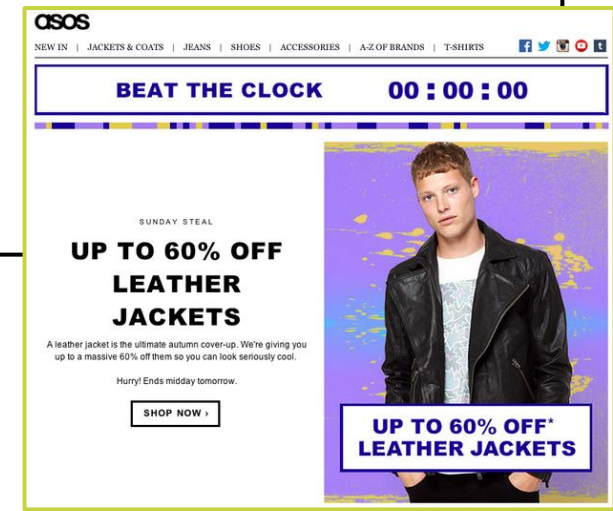 asos
NEW IN | JACKETS & COATS | JEANS | SHOES | ACCESSORIES | A-Z OF BRANDS | T-SHIRTS
BEAT THE CLOCK 00:00:00
SUNDAY STEAL
UP TO 60% OFF
LEATHER
JACKETS
A leather jacket is the ultimate autumn cover-up. We're giving you
up to a massive 60% off them so you can look seriously cool.
Hurry! Ends midday tomorrow.
SHOP NOW ›
UP TO 60% OFF*
LEATHER JACKETS